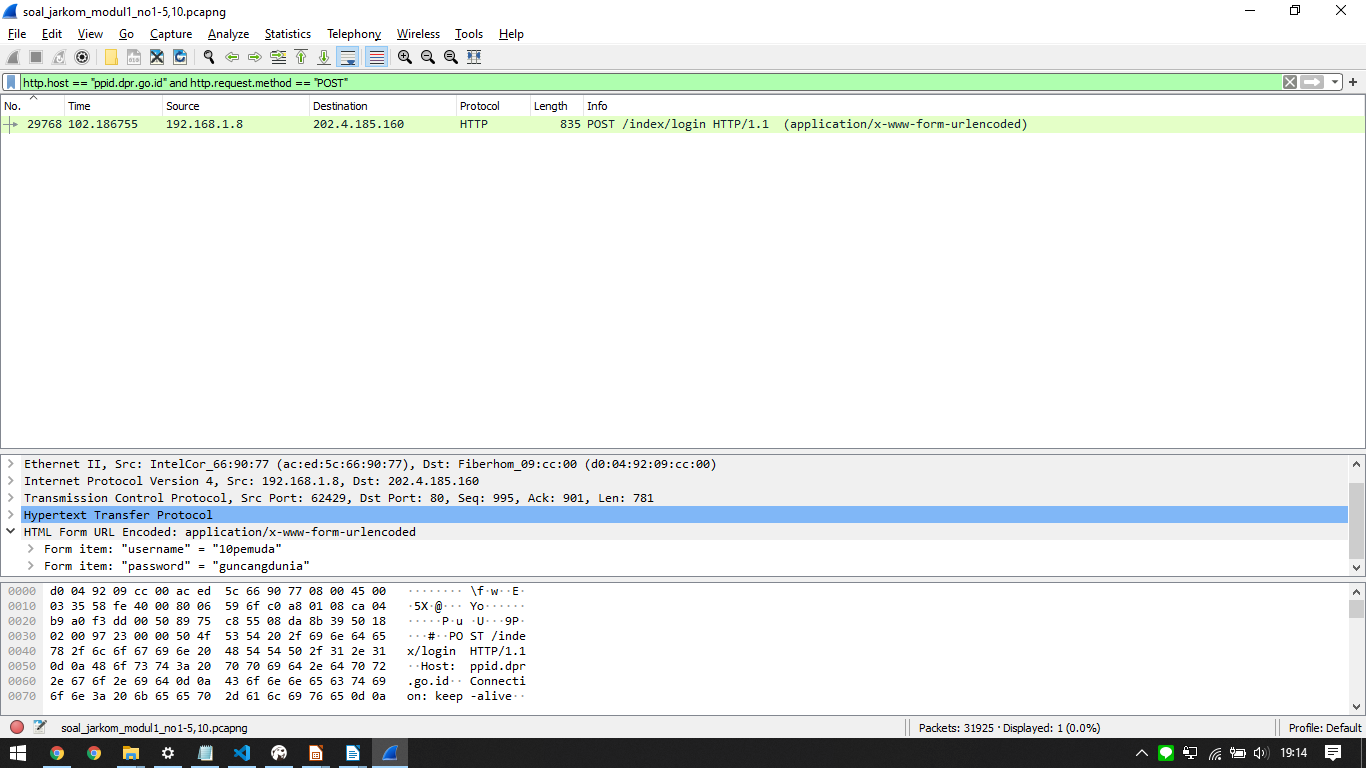 soal_jarkom_modul1_no1-5,10.pcapng
File Edit View Go Capture Analyze Statistics Telephony Wireless Tools Help
http.host == "ppid.dpr.go.id" and http.request.method == "POST"
No. Time Source Destination Protocol Length Info
29768 102.186755 192.168.1.8 202.4.185.160 HTTP 835 POST /index/login HTTP/1.1 (application/x-www-form-urlencoded)
Ethernet II, Src: IntelCor_66:90:77 (ac:ed:5c:66:90:77), Dst: Fiberhom_09:cc:00 (d0:04:92:09:cc:00)
Internet Protocol Version 4, Src: 192.168.1.8, Dst: 202.4.185.160
Transmission Control Protocol, Src Port: 62429, Dst Port: 80, Seq: 995, Ack: 901, Len: 781
Hypertext Transfer Protocol
HTML Form URL Encoded: application/x-www-form-urlencoded
Form item: "username" = "10pemuda"
Form item: "password" = "guncangdunia"
0000 d0 04 92 09 cc 00 ac ed 5c 66 90 77 08 00 45 00 ········ \f·w··E·
0010 03 35 58 fe 40 00 80 06 59 6f c0 a8 01 08 ca 04 ·5X·@··· Yo······
0020 b9 a0 f3 dd 00 50 89 75 c8 55 08 da 8b 39 50 18 ·····P·u ·U···9P·
0030 02 00 97 23 00 00 50 4f 53 54 20 2f 69 6e 64 65 ···#··PO ST /inde
0040 78 2f 6c 6f 67 69 6e 20 48 54 54 50 2f 31 2e 31 x/login HTTP/1.1
0050 0d 0a 48 6f 73 74 3a 20 70 70 69 64 2e 64 70 72 ··Host: ppid.dpr
0060 2e 67 6f 2e 69 64 0d 0a 43 6f 6e 6e 65 63 74 69 .go.id·· Connecti
0070 6f 6e 3a 20 6b 65 65 70 2d 61 6c 69 76 65 0d 0a on: keep -alive··
soal_jarkom_modul1_no1-5,10.pcapng Packets: 31925 · Displayed: 1 (0.0%) Profile: Default
19:14